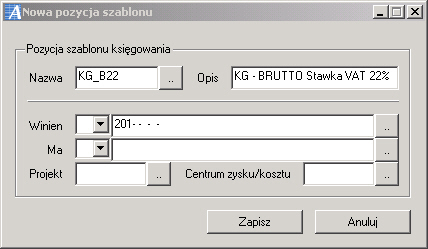 Nowa pozycja szablonu
Pozycja szablonu księgowania
Nazwa KG_B22 .. Opis KG - BRUTTO Stawka VAT 22%
Winien 201- - - - ..
Ma ..
Projekt .. Centrum zysku/kosztu ..
Zapisz Anuluj